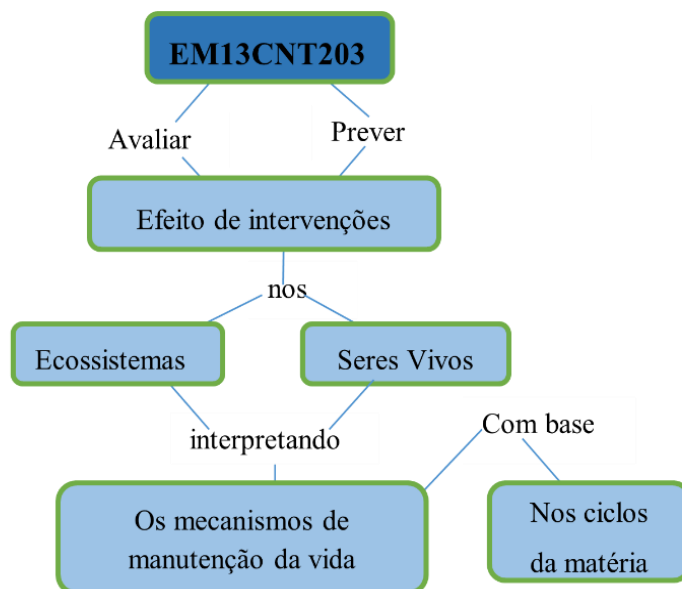 EM13CNT203
Avaliar
Prever
Efeito de intervenções
nos
Ecossistemas
Seres Vivos
interpretando
Com base
Os mecanismos de
manutenção da vida
Nos ciclos
da matéria